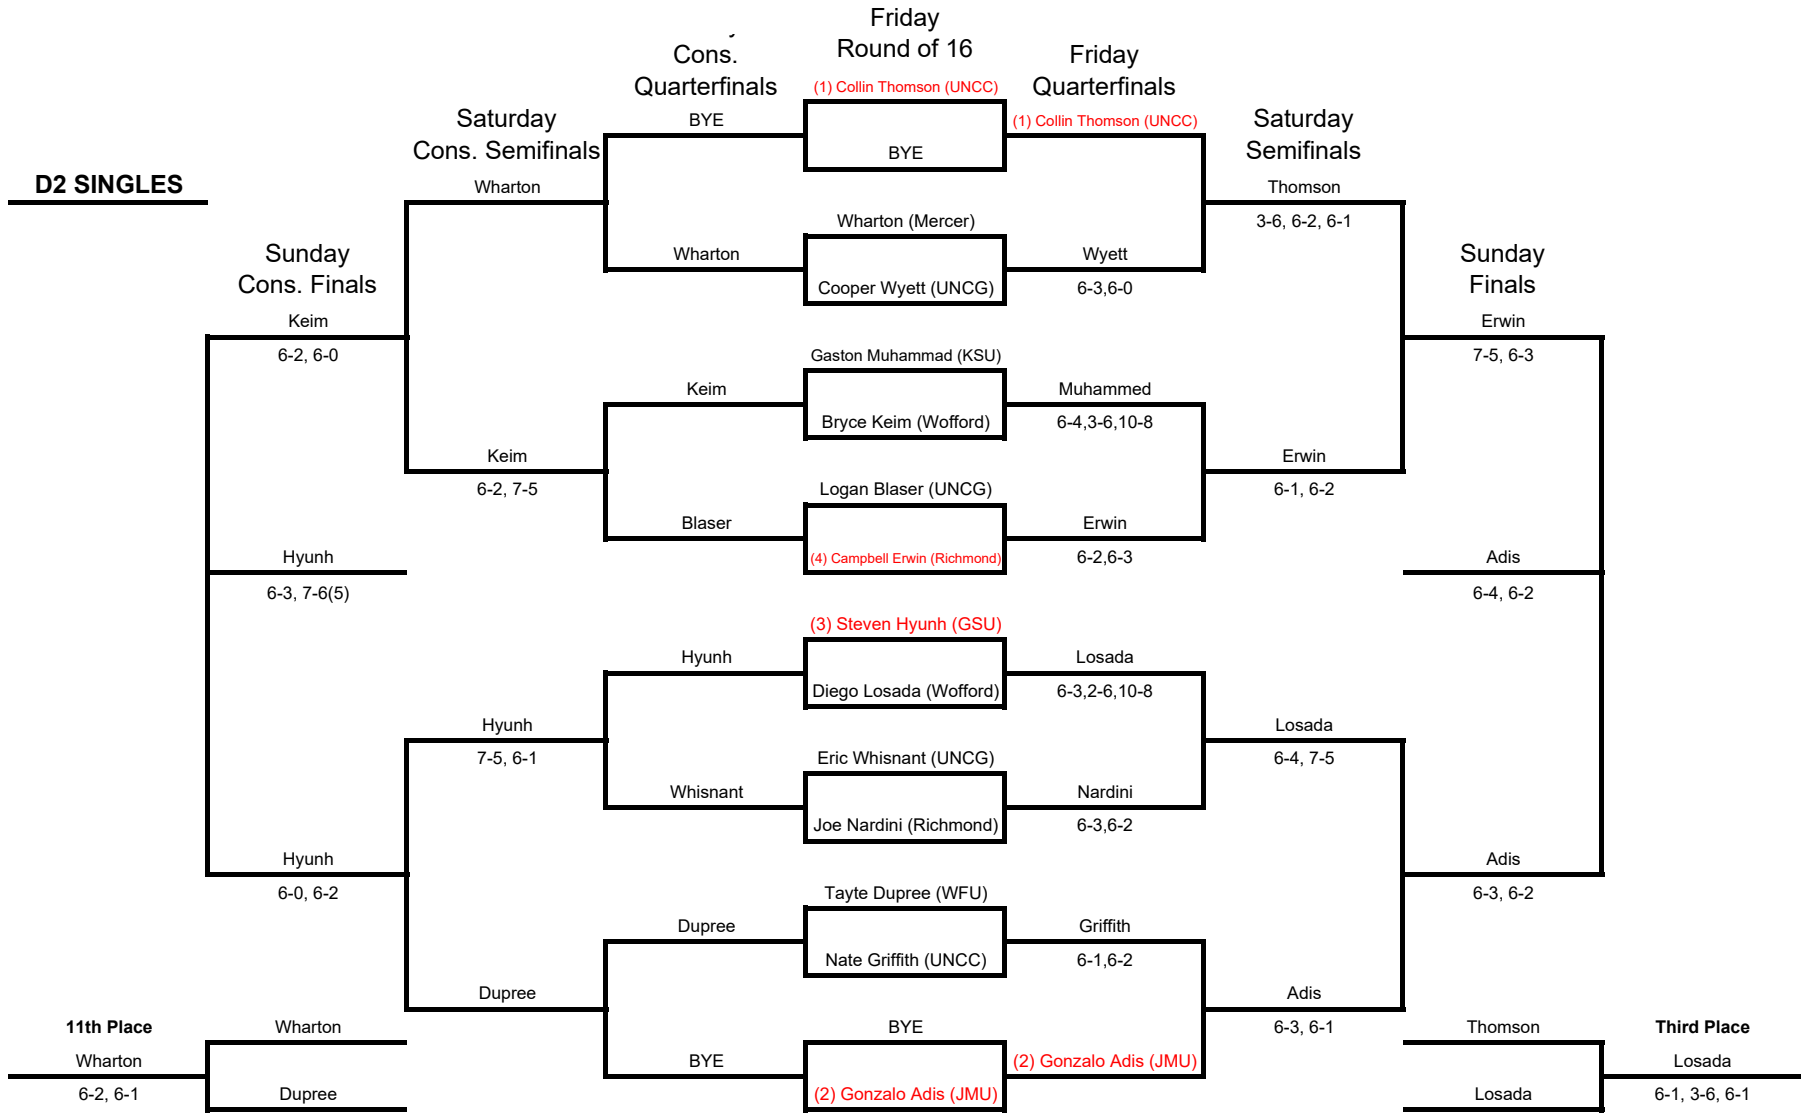 Friday
Round of 16
Cons.
Quarterfinals
Friday
Quarterfinals
(1) Collin Thomson (UNCC)
Saturday
Cons. Semifinals
BYE
(1) Collin Thomson (UNCC)
Saturday
Semifinals
BYE
D2 SINGLES
Wharton
Thomson
3-6, 6-2, 6-1
Wharton (Mercer)
Sunday
Cons. Finals
Wharton
Wyett
Sunday
Finals
Cooper Wyett (UNCG)
6-3,6-0
Keim
Erwin
6-2, 6-0
Gaston Muhammad (KSU)
7-5, 6-3
Keim
Muhammed
Bryce Keim (Wofford)
6-4,3-6,10-8
Keim
Erwin
6-2, 7-5
Logan Blaser (UNCG)
6-1, 6-2
Blaser
Erwin
Hyunh
(4) Campbell Erwin (Richmond)
6-2,6-3
Adis
6-3, 7-6(5)
6-4, 6-2
(3) Steven Hyunh (GSU)
Hyunh
Losada
Diego Losada (Wofford)
6-3,2-6,10-8
Hyunh
Losada
7-5, 6-1
Eric Whisnant (UNCG)
6-4, 7-5
Whisnant
Nardini
Joe Nardini (Richmond)
6-3,6-2
Hyunh
Adis
6-0, 6-2
Tayte Dupree (WFU)
6-3, 6-2
Dupree
Griffith
Nate Griffith (UNCC)
6-1,6-2
Dupree
Adis
11th Place
Wharton
BYE
6-3, 6-1
Thomson
Third Place
Wharton
BYE
(2) Gonzalo Adis (JMU)
Losada
6-2, 6-1
Dupree
(2) Gonzalo Adis (JMU)
Losada
6-1, 3-6, 6-1